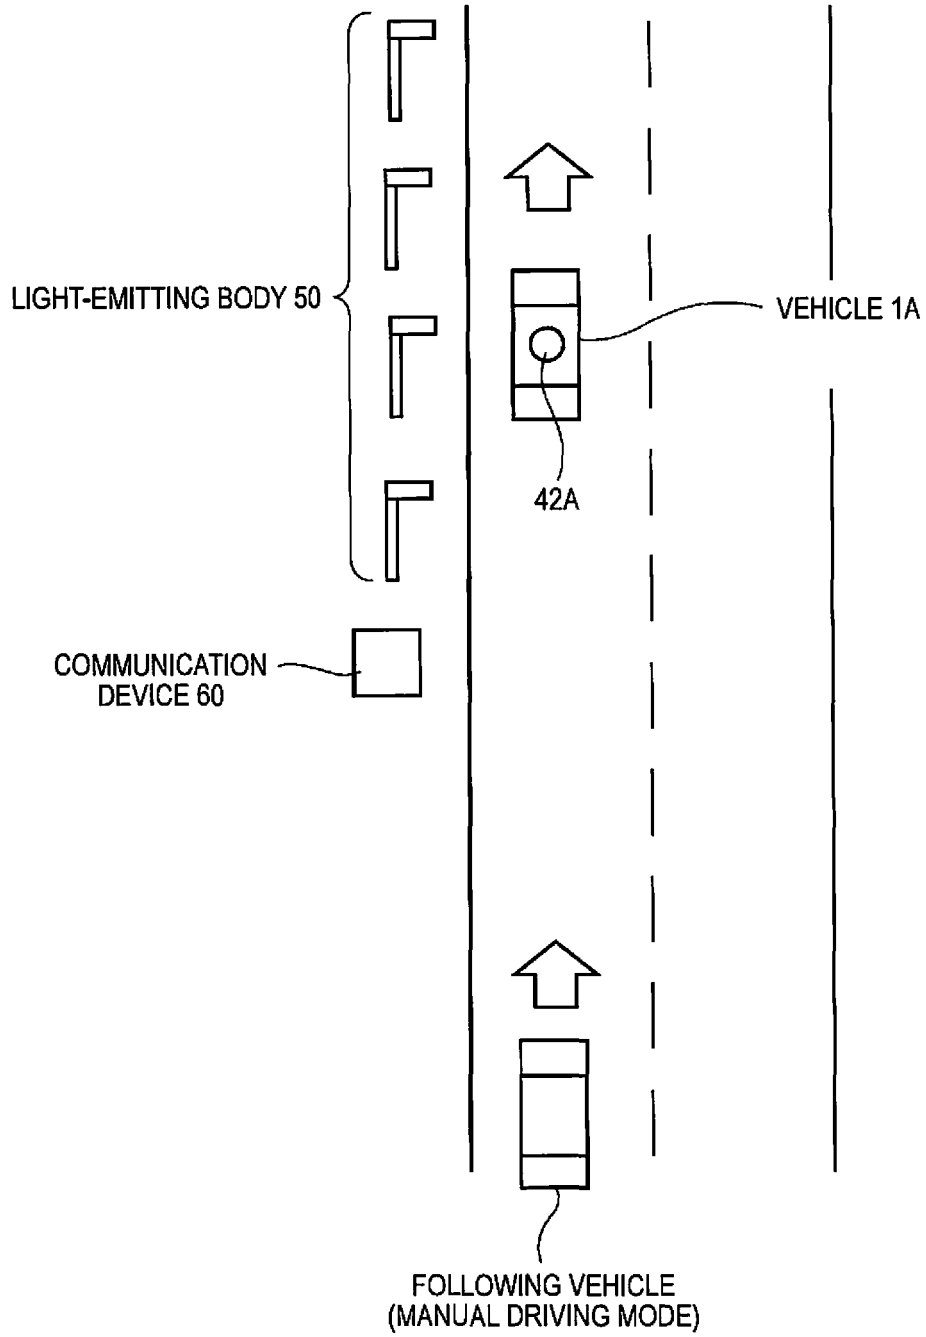 LIGHT-EMITTING BODY 50
VEHICLE 1A
42A
COMMUNICATION
DEVICE 60
FOLLOWING VEHICLE
(MANUAL DRIVING MODE)